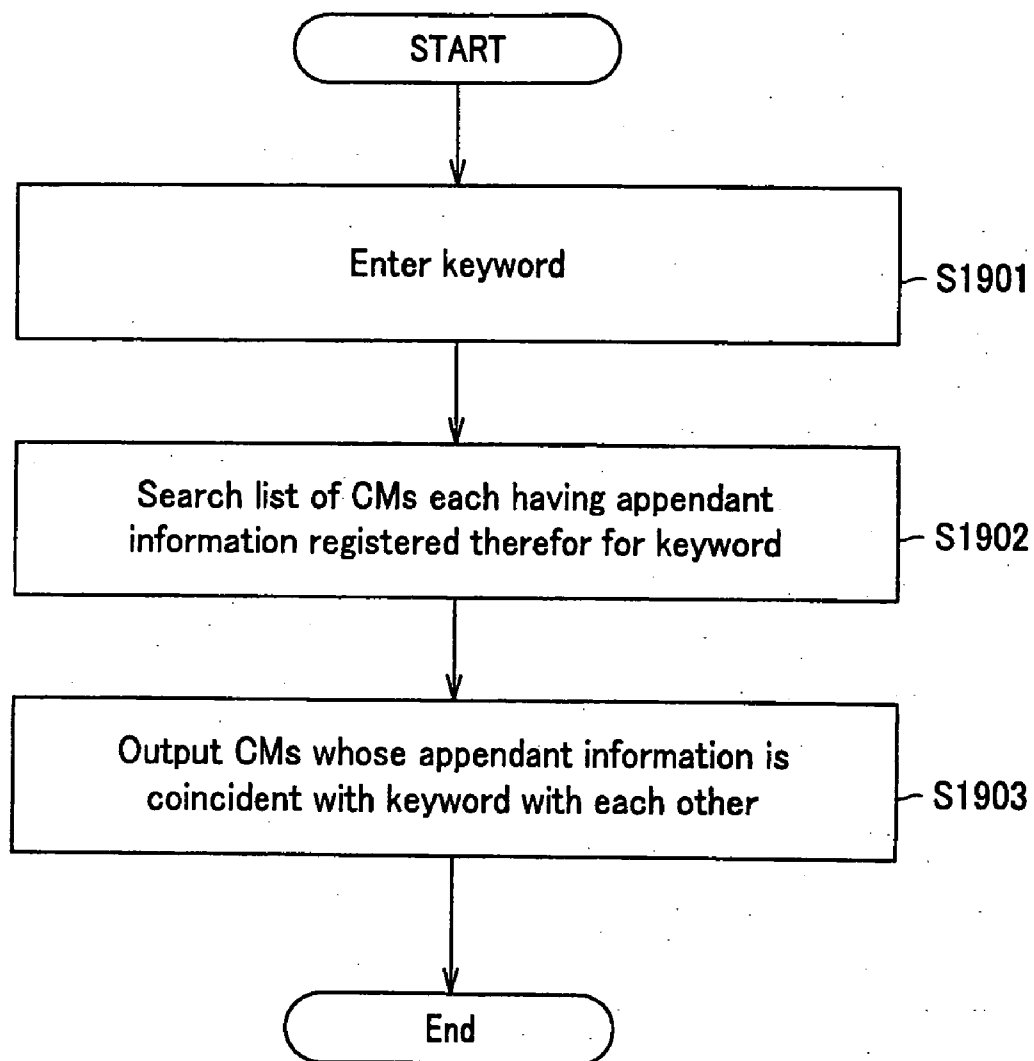 START
Enter keyword
S1901
Search list of CMs each having appendant
information registered therefor for keyword
S1902
Output CMs whose appendant information is
coincident with keyword with each other
S1903
End